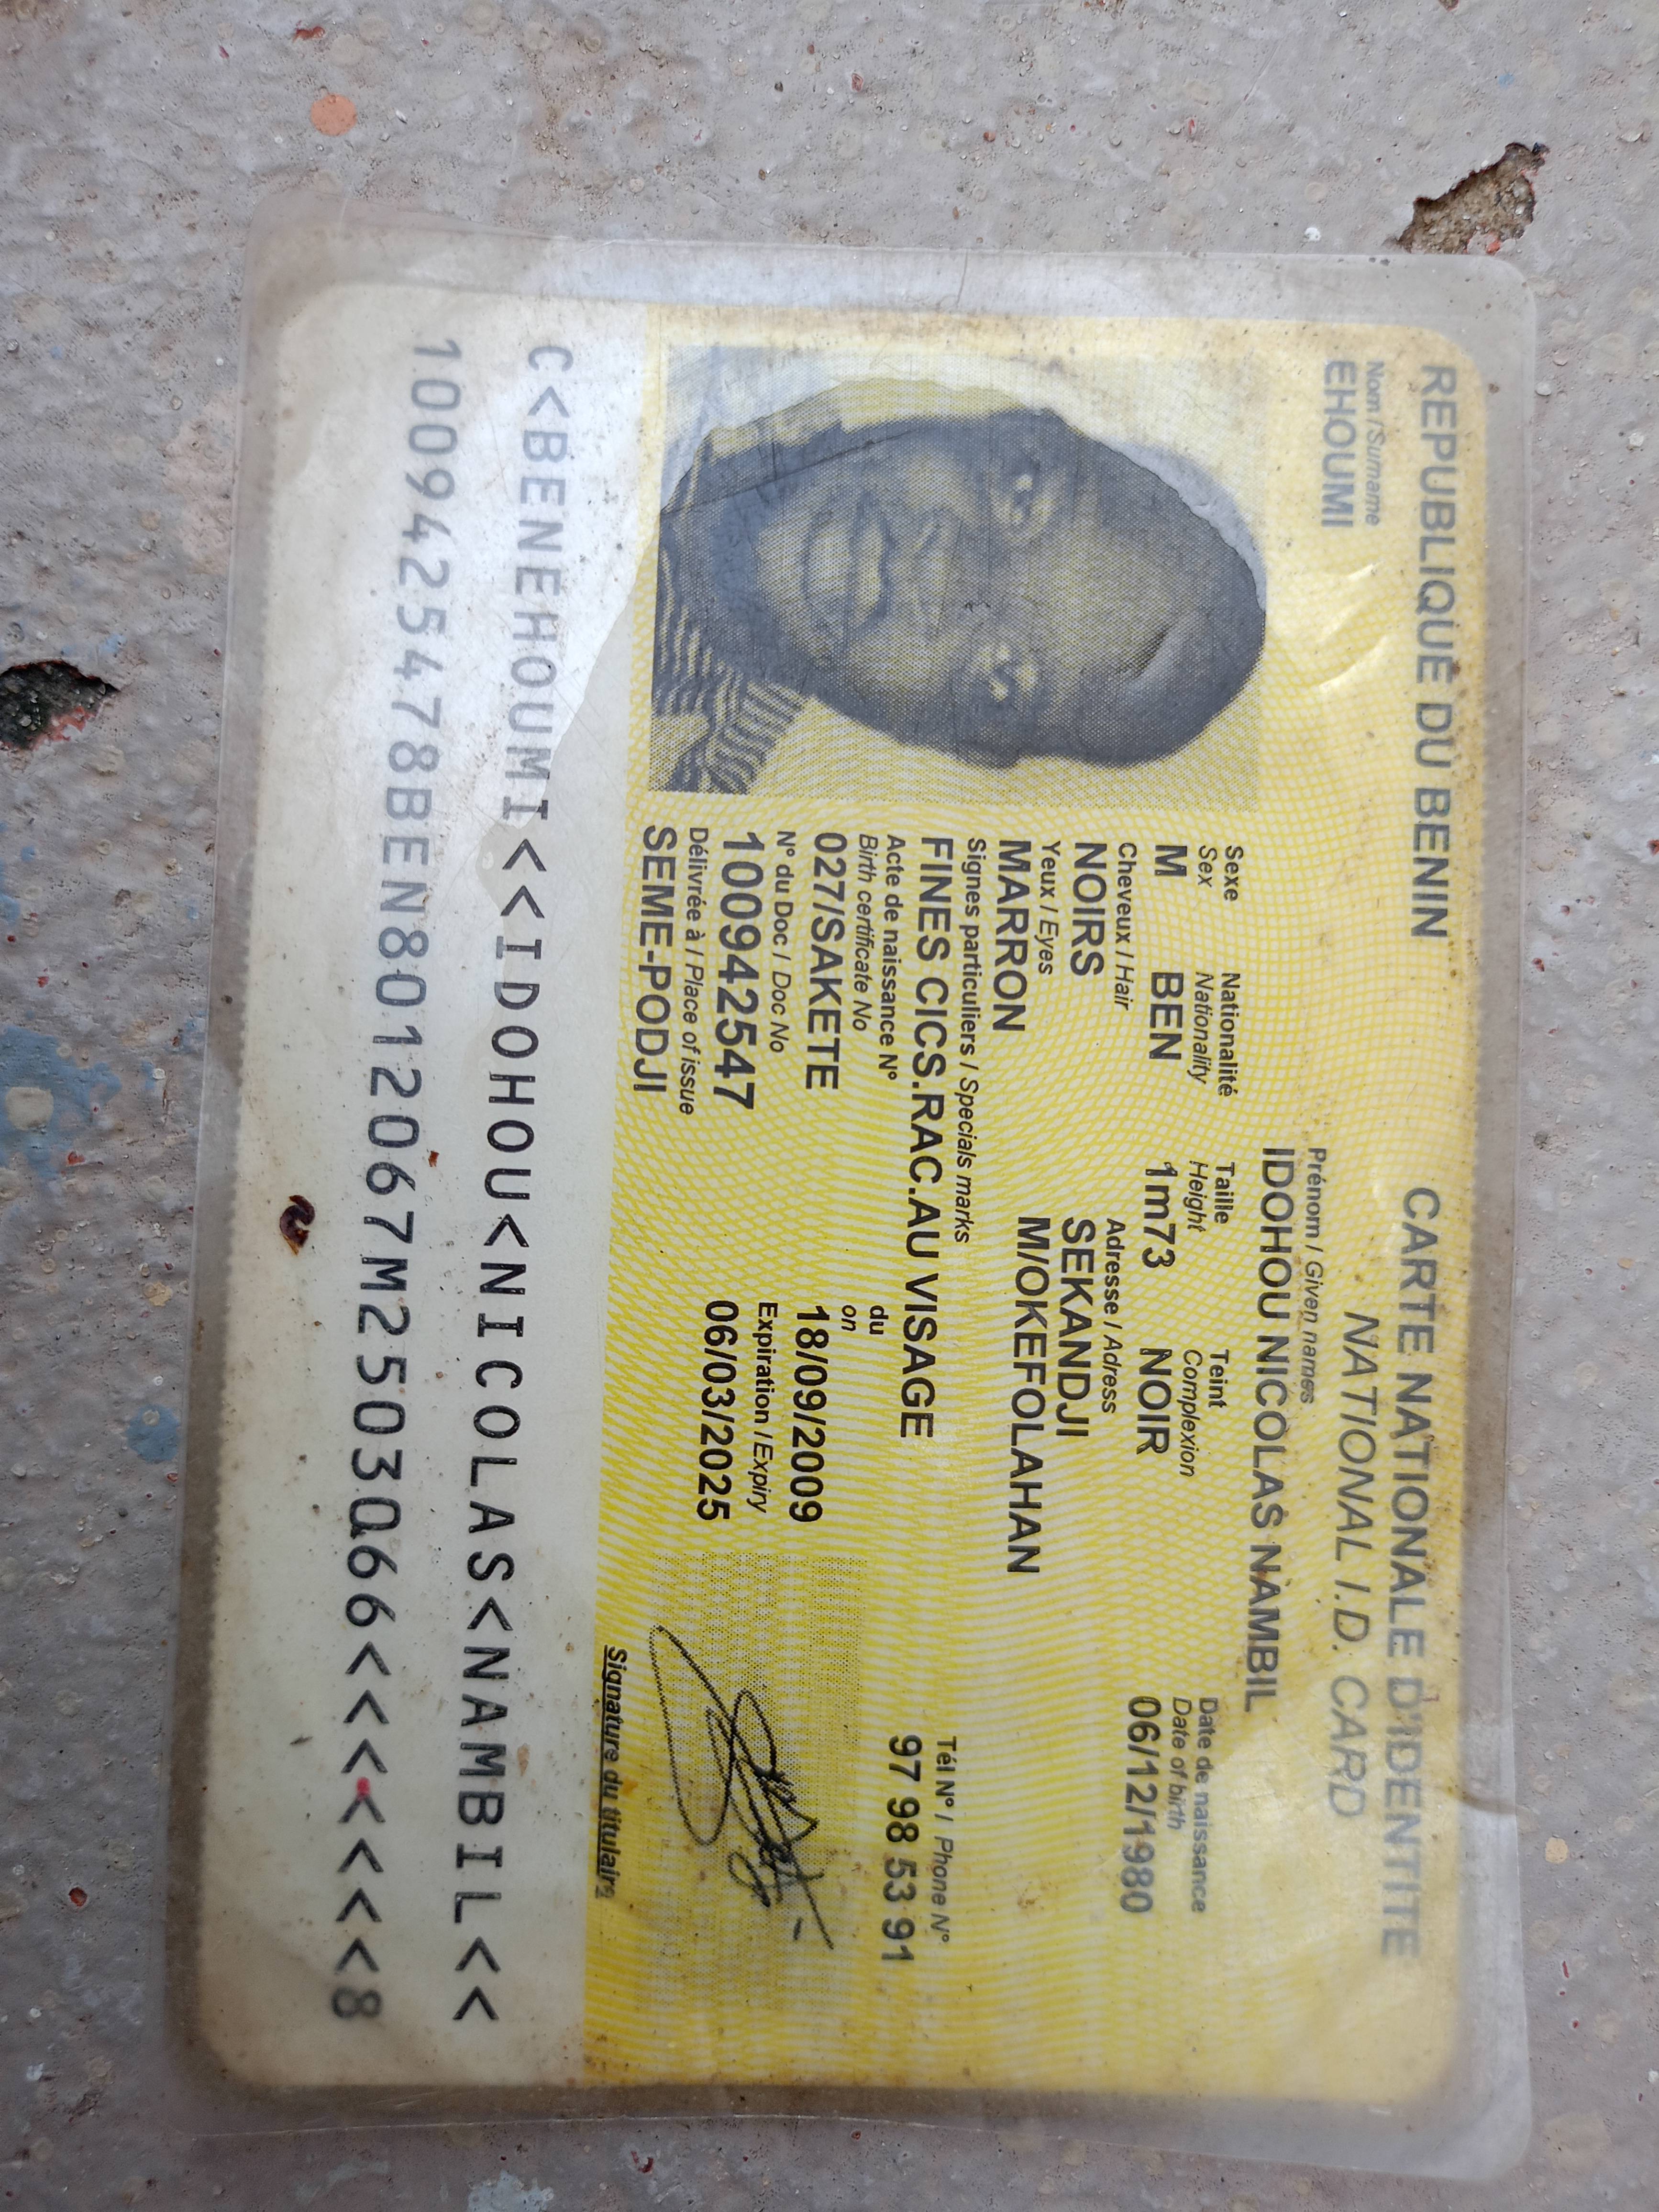 REPUBLIQUE DU BENIN
CARTE NATIONALE D'IDENTITE
NATIONAL I.D. CARD
Nom / Surname
EHOUMI
Prénom / Given names
IDOHOU NICOLAS NAMBIL
Sexe Nationalité Taille Teint Date de naissance
Sex Nationality Height Complexion Date of birth
M BEN 1m73 NOIR 06/12/1980
Cheveux / Hair Adresse / Adress
NOIRS SEKANDJI
Yeux / Eyes
MARRON M/OKEFOLAHAN
Signes particuliers / Specials marks Tél N° / Phone N°
FINES CICS.RAC.AU VISAGE 97 98 53 91
Acte de naissance N° du
Birth certificate No on
027/SAKETE 18/09/2009
N° du Doc / Doc No Expiration / Expiry
100942547 06/03/2025
Délivrée à / Place of issue
SEME-PODJI
Signature du titulaire
C<BENEHOUMI<<IDOHOU<NICOLAS<NAMBIL<<
1009425478BEN8012067M2503066<<<<<<<8